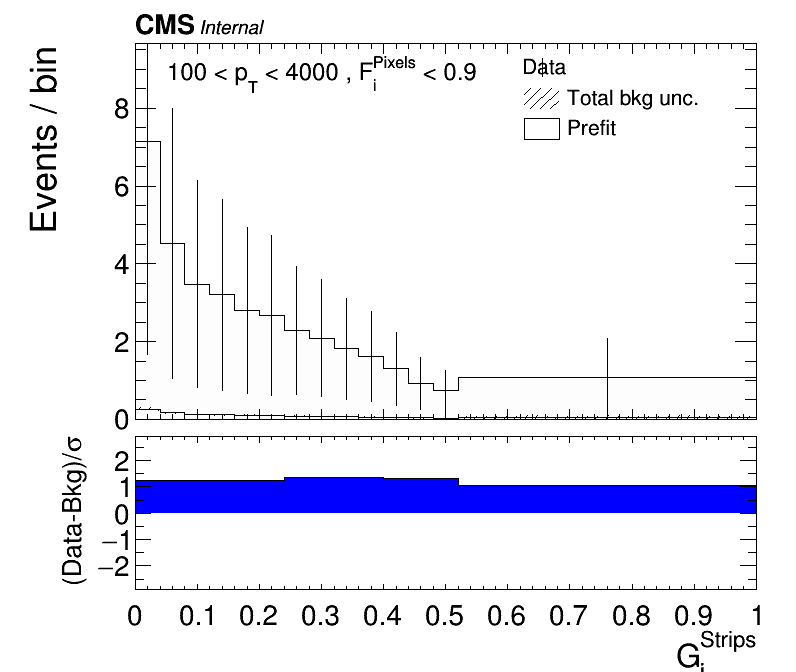 CMS Internal
100 < p_T < 4000 , F_i^Pixels < 0.9
Data
Total bkg unc.
Prefit
Events / bin
8
6
4
2
0
(Data-Bkg)/σ
2
1
0
−1
−2
0 0.1 0.2 0.3 0.4 0.5 0.6 0.7 0.8 0.9 1
G_i^Strips